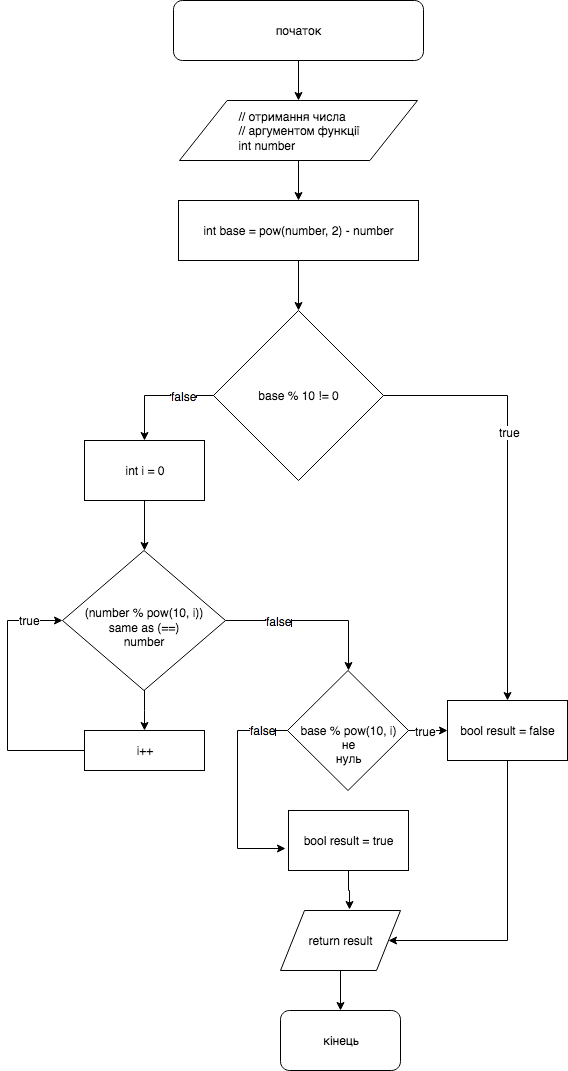 початок
// отримання числа
// аргументом функції
int number
int base = pow(number, 2) - number
base % 10 != 0
false
true
int i = 0
(number % pow(10, i))
same as (==)
number
true
false
i++
base % pow(10, i)
не
нуль
false
true
bool result = false
bool result = true
return result
кінець